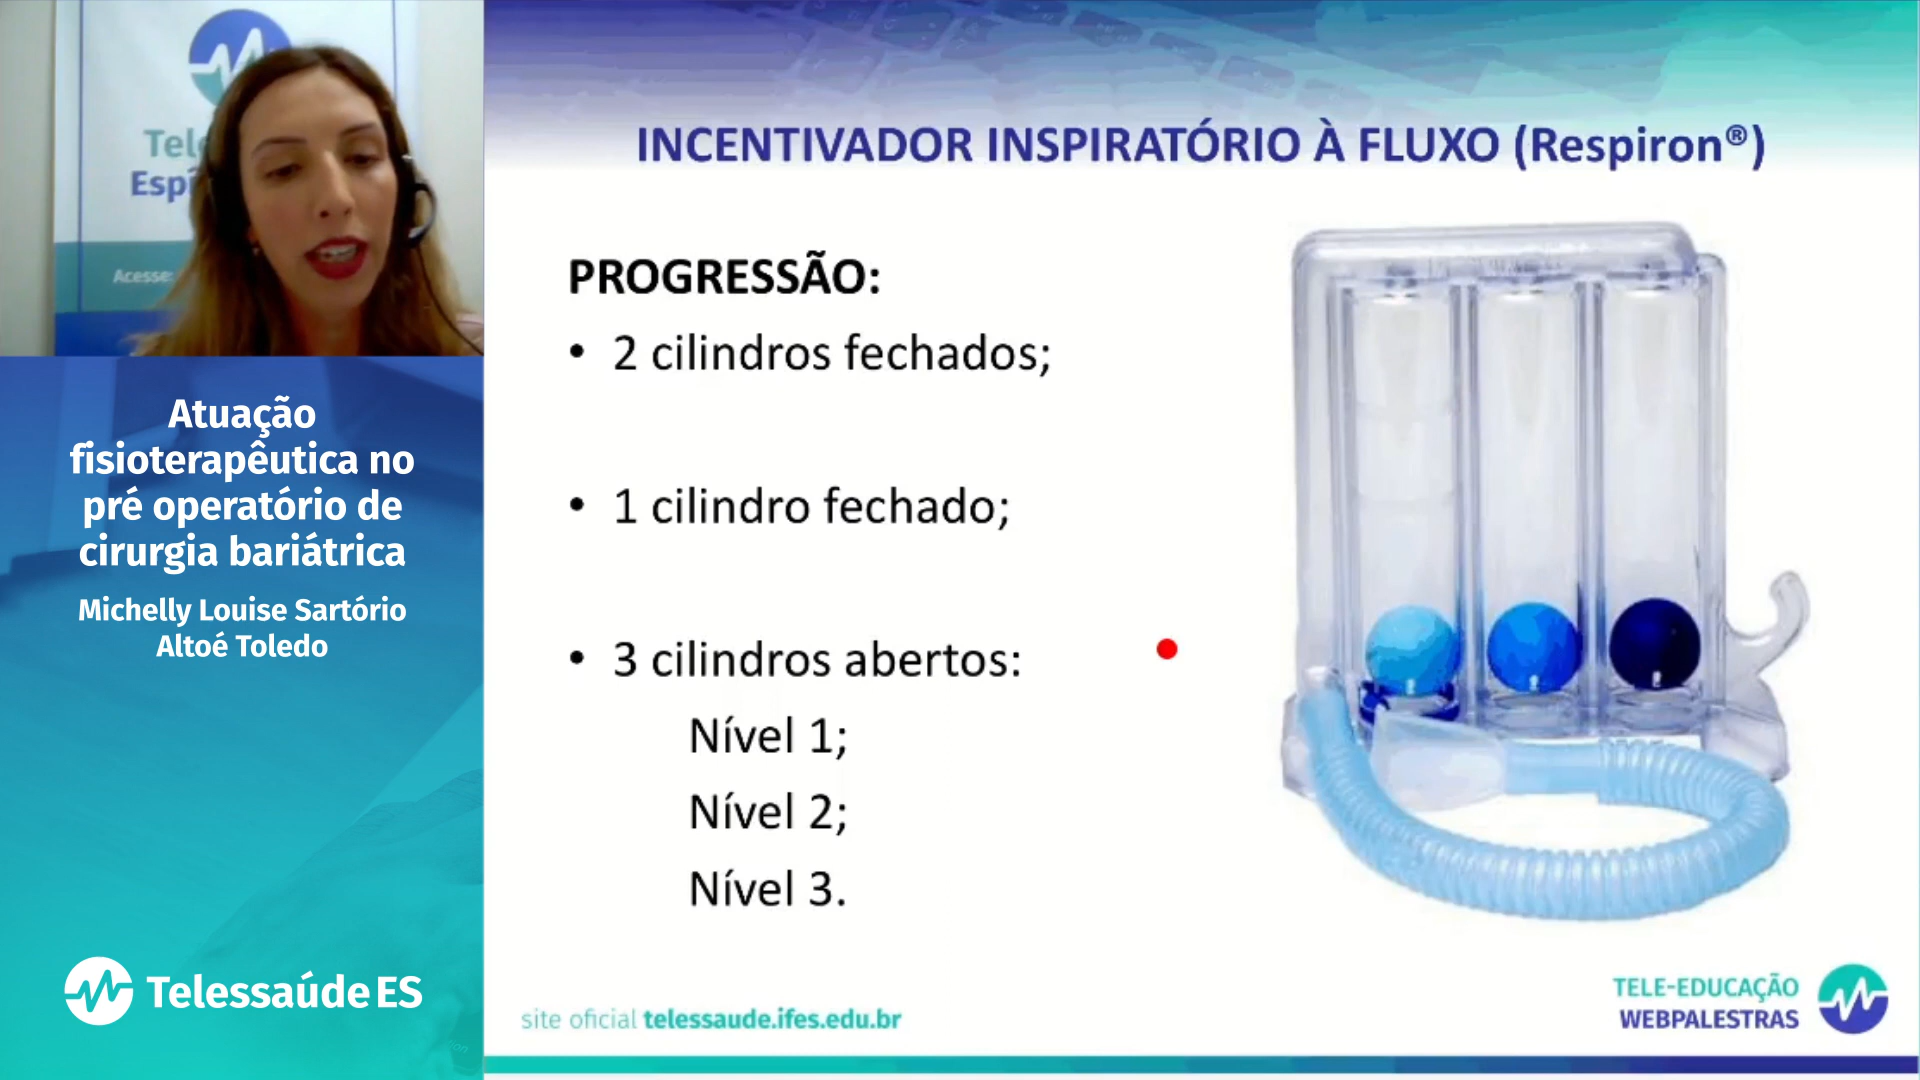 Acesse:
INCENTIVADOR INSPIRATÓRIO À FLUXO (Respiron®)
PROGRESSÃO:
• 2 cilindros fechados;
• 1 cilindro fechado;
• 3 cilindros abertos:
Nível 1;
Nível 2;
Nível 3.
Atuação
fisioterapêutica no
pré operatório de
cirurgia bariátrica
Michelly Louise Sartório
Altoé Toledo
TelessaúdeES
site oficial telessaude.ifes.edu.br
TELE-EDUCAÇÃO
WEBPALESTRAS